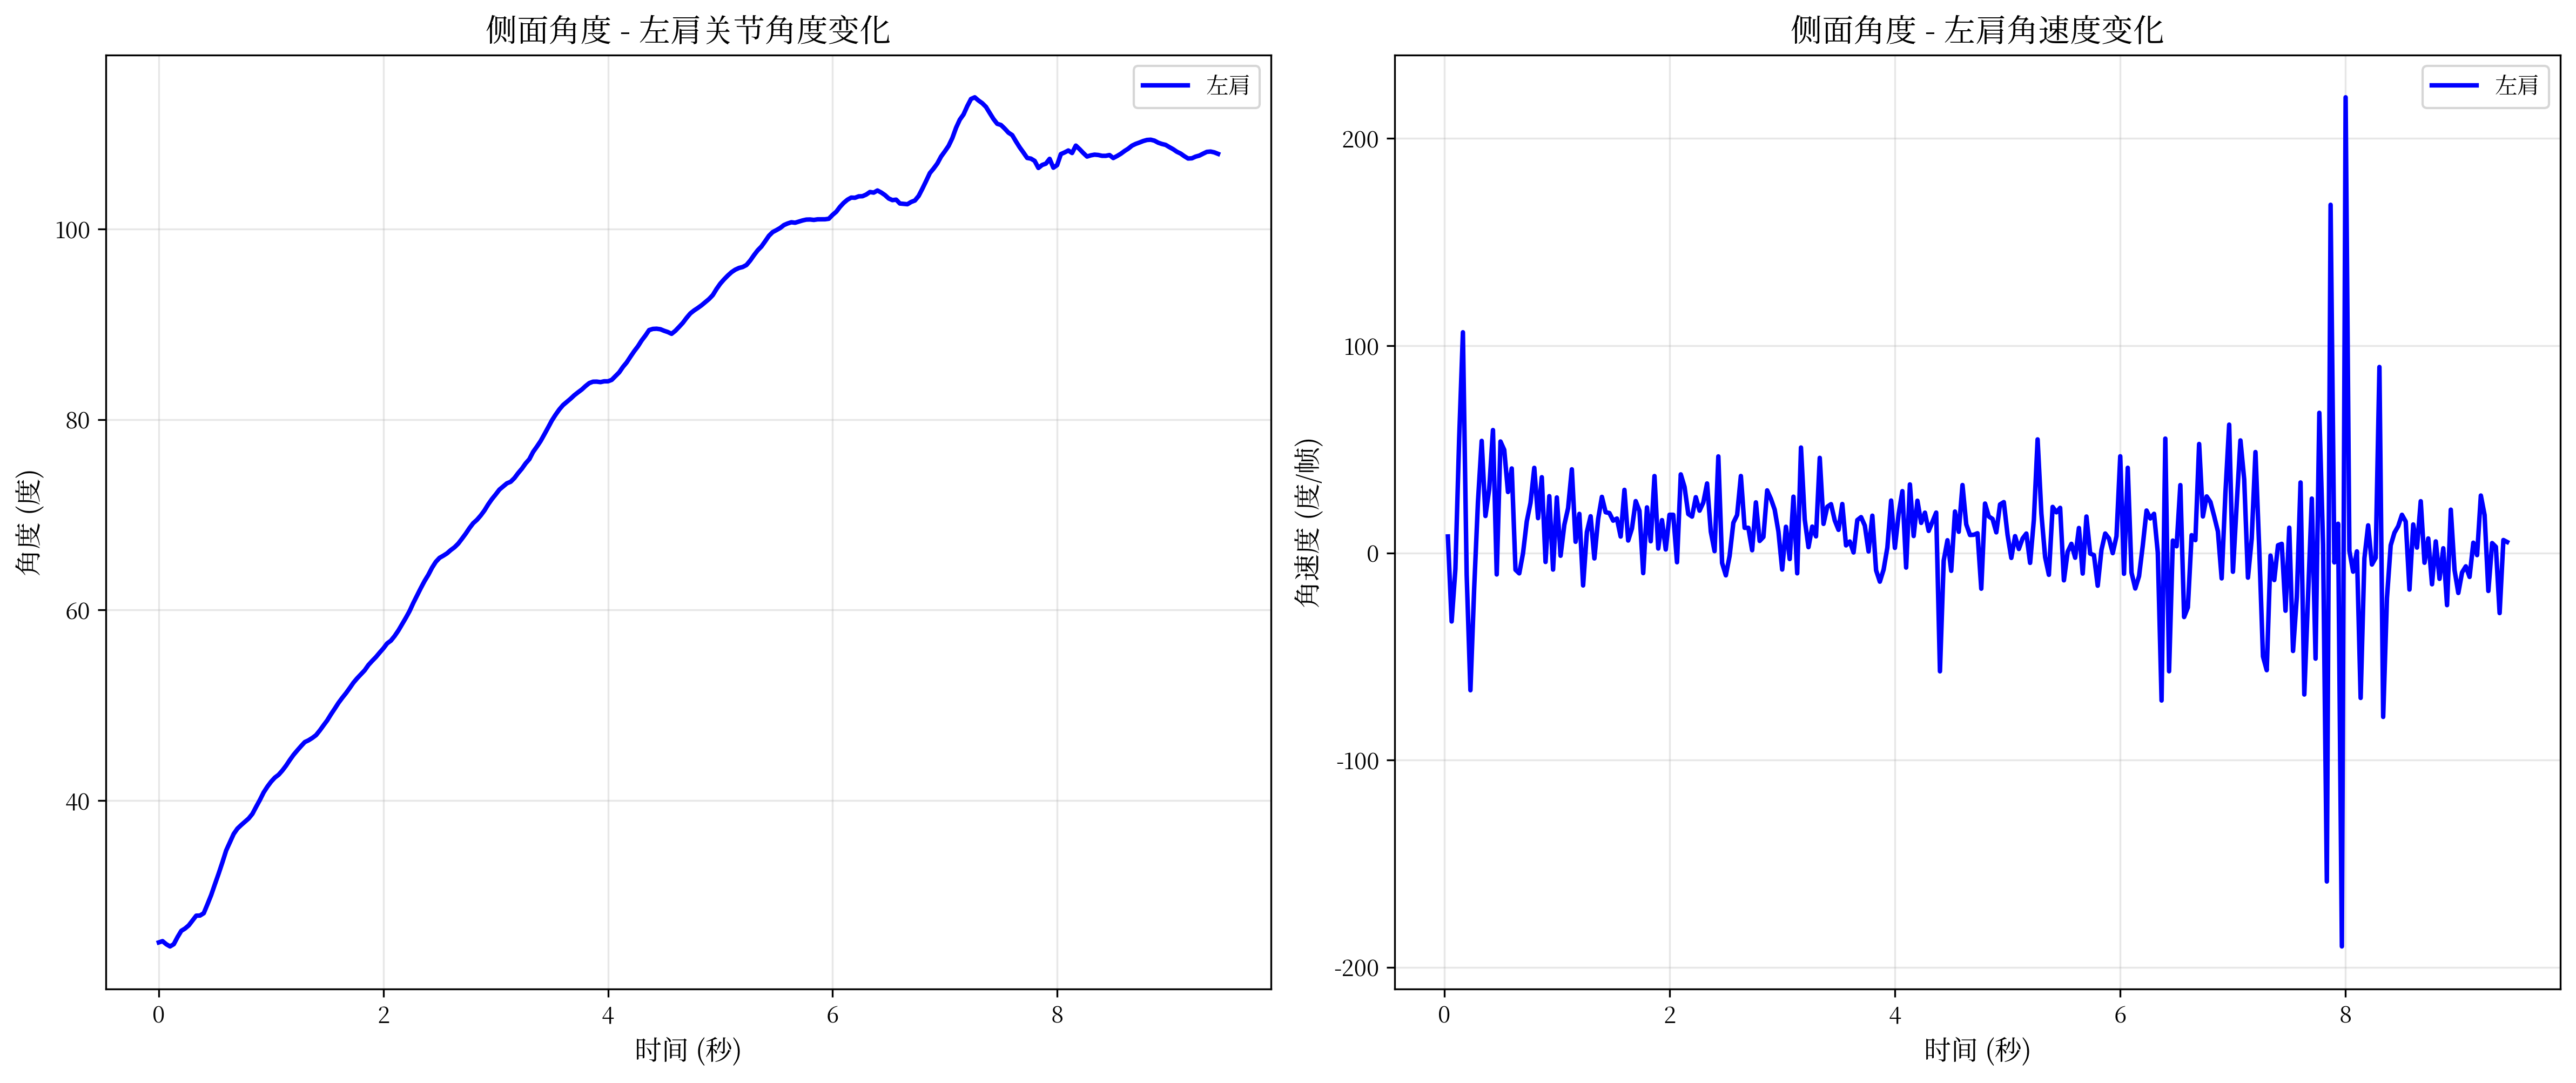 侧面角度 - 左肩关节角度变化
左肩
角度 (度)
100
80
60
40
0 2 4 6 8
时间 (秒)
侧面角度 - 左肩角速度变化
左肩
角速度 (度/帧)
200
100
0
-100
-200
0 2 4 6 8
时间 (秒)